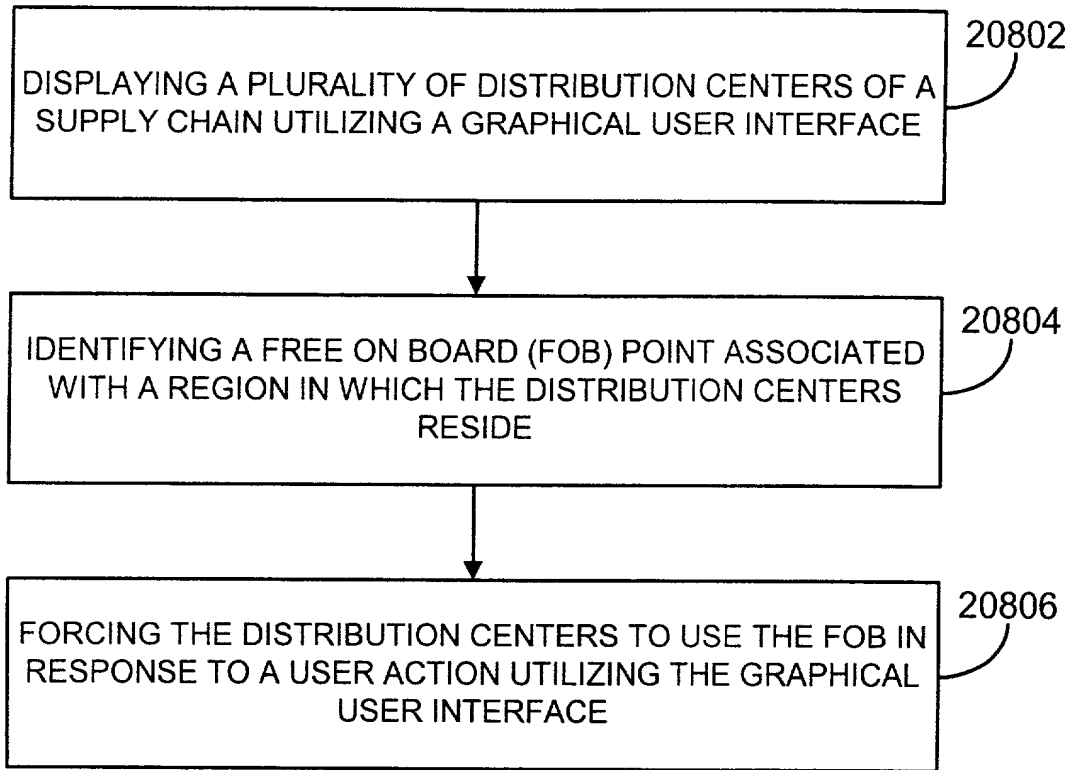 20802
DISPLAYING A PLURALITY OF DISTRIBUTION CENTERS OF A
SUPPLY CHAIN UTILIZING A GRAPHICAL USER INTERFACE
20804
IDENTIFYING A FREE ON BOARD (FOB) POINT ASSOCIATED
WITH A REGION IN WHICH THE DISTRIBUTION CENTERS
RESIDE
20806
FORCING THE DISTRIBUTION CENTERS TO USE THE FOB IN
RESPONSE TO A USER ACTION UTILIZING THE GRAPHICAL
USER INTERFACE